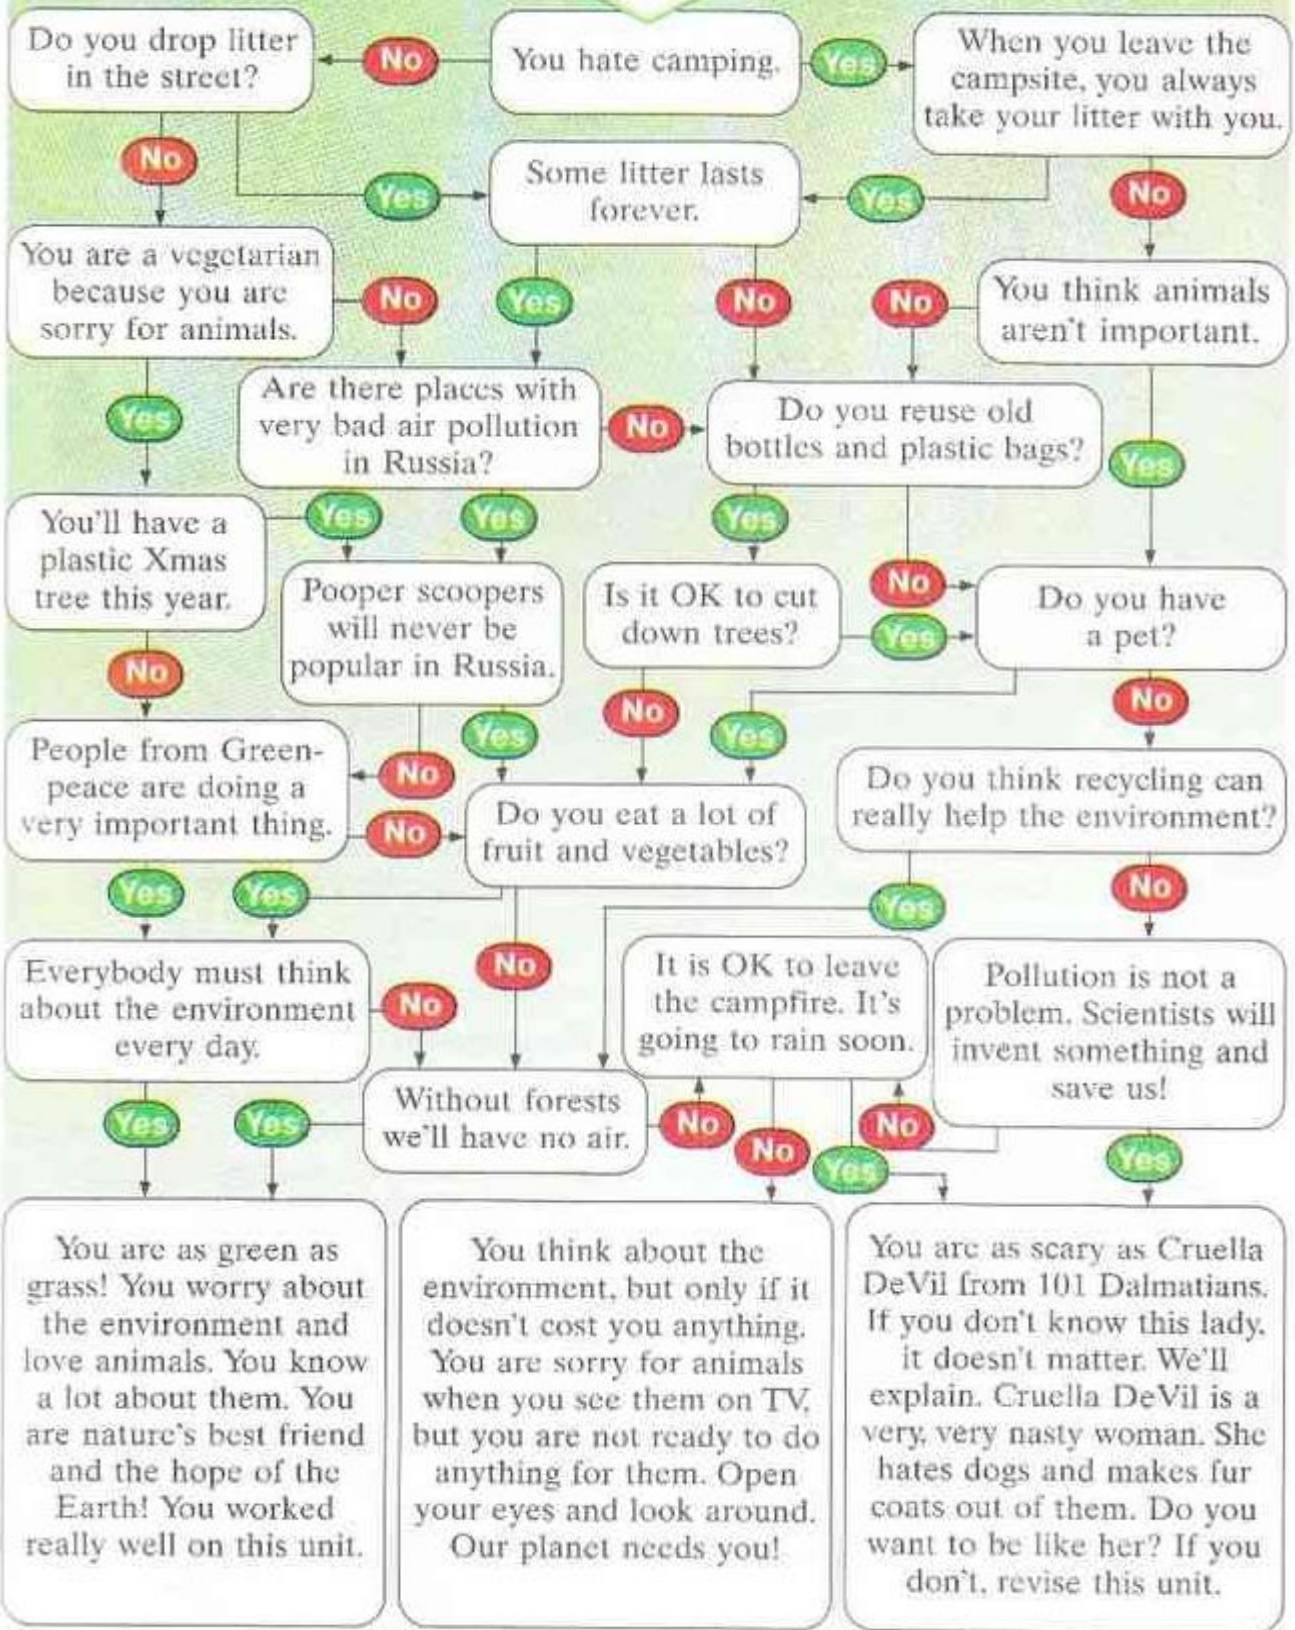 Do you drop litter
in the street?
No
You hate camping.
Yes
When you leave the
campsite, you always
take your litter with you.
No
Yes
Some litter lasts
forever.
Yes
No
You are a vegetarian
because you are
sorry for animals.
No
Yes
No
No
You think animals
aren't important.
Yes
Are there places with
very bad air pollution
in Russia?
No
Do you reuse old
bottles and plastic bags?
Yes
You'll have a
plastic Xmas
tree this year.
Yes
Yes
Yes
Pooper scoopers
will never be
popular in Russia.
Is it OK to cut
down trees?
No
Yes
Do you have
a pet?
No
No
Yes
No
Yes
No
People from Green-
peace are doing a
very important thing.
No
Do you eat a lot of
fruit and vegetables?
Do you think recycling can
really help the environment?
Yes
Yes
Yes
No
Everybody must think
about the environment
every day.
No
No
It is OK to leave
the campfire. It's
going to rain soon.
Pollution is not a
problem. Scientists will
invent something and
save us!
Yes
Yes
Without forests
we'll have no air.
No
No
Yes
No
Yes
You are as green as
grass! You worry about
the environment and
love animals. You know
a lot about them. You
are nature's best friend
and the hope of the
Earth! You worked
really well on this unit.
You think about the
environment, but only if it
doesn't cost you anything.
You are sorry for animals
when you see them on TV,
but you are not ready to do
anything for them. Open
your eyes and look around.
Our planet needs you!
You are as scary as Cruella
DeVil from 101 Dalmatians.
If you don't know this lady,
it doesn't matter. We'll
explain. Cruella DeVil is a
very, very nasty woman. She
hates dogs and makes fur
coats out of them. Do you
want to be like her? If you
don't, revise this unit.